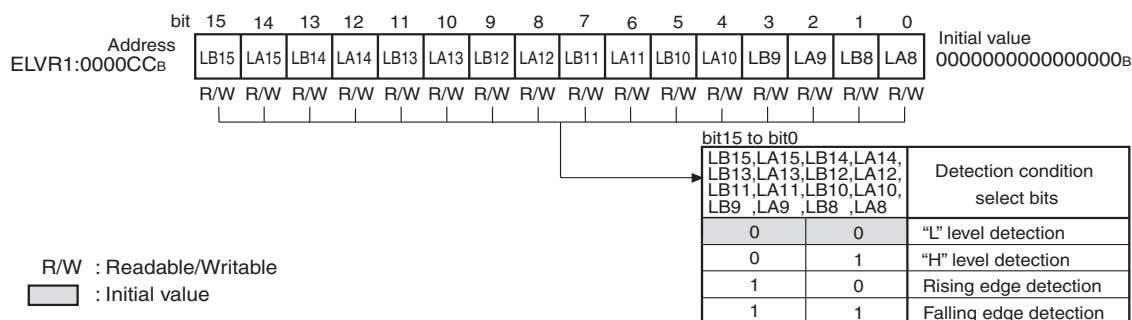 bit 15 14 13 12 11 10 9 8 7 6 5 4 3 2 1 0
Address
ELVR1:0000CCB
LB15 LA15 LB14 LA14 LB13 LA13 LB12 LA12 LB11 LA11 LB10 LA10 LB9 LA9 LB8 LA8
Initial value
0000000000000000B
R/W R/W R/W R/W R/W R/W R/W R/W R/W R/W R/W R/W R/W R/W R/W R/W
bit15 to bit0
LB15,LA15,LB14,LA14,
LB13,LA13,LB12,LA12,
LB11,LA11,LB10,LA10,
LB9 ,LA9 ,LB8 ,LA8
Detection condition
select bits
0 0 “L” level detection
0 1 “H” level detection
1 0 Rising edge detection
1 1 Falling edge detection
R/W : Readable/Writable
: Initial value